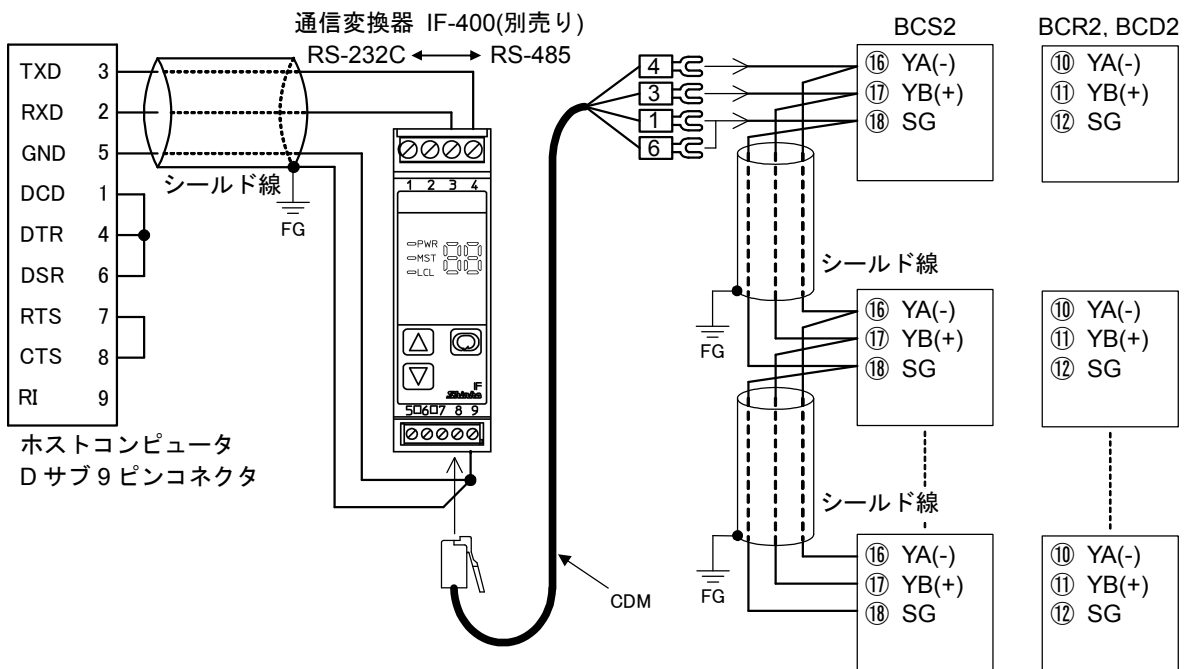 通信変換器 IF-400(別売り)
RS-232C RS-485
TXD 3
RXD 2
GND 5
DCD 1
DTR 4
DSR 6
RTS 7
CTS 8
RI 9
ホストコンピュータ
D サブ 9 ピンコネクタ
シールド線
FG
1 2 3 4
PWR
MST
LCL
88
IF
Shinko
5 6 7 8 9
CDM
4
3
1
6
BCS2
⑯ YA(-)
⑰ YB(+)
⑱ SG
シールド線
FG
⑯ YA(-)
⑰ YB(+)
⑱ SG
シールド線
FG
⑯ YA(-)
⑰ YB(+)
⑱ SG
BCR2, BCD2
⑩ YA(-)
⑪ YB(+)
⑫ SG
⑩ YA(-)
⑪ YB(+)
⑫ SG
⑩ YA(-)
⑪ YB(+)
⑫ SG